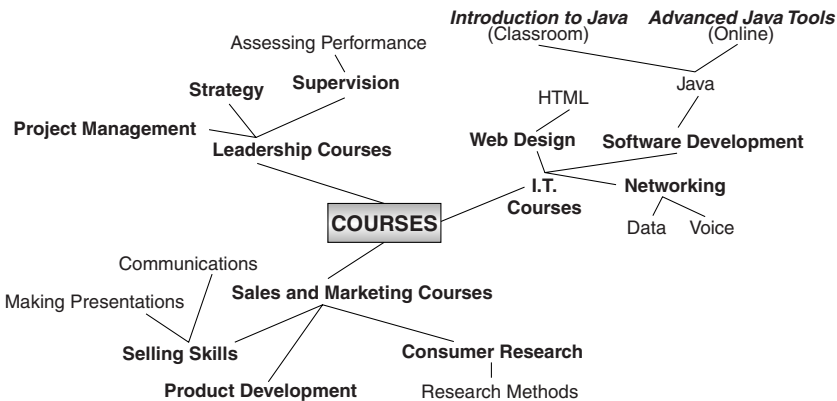 Introduction to Java
(Classroom)
Advanced Java Tools
(Online)
Assessing Performance
Strategy
Supervision
Java
HTML
Project Management
Leadership Courses
Web Design
Software Development
I.T.
Courses
Networking
Data
Voice
COURSES
Communications
Making Presentations
Sales and Marketing Courses
Selling Skills
Consumer Research
Product Development
Research Methods